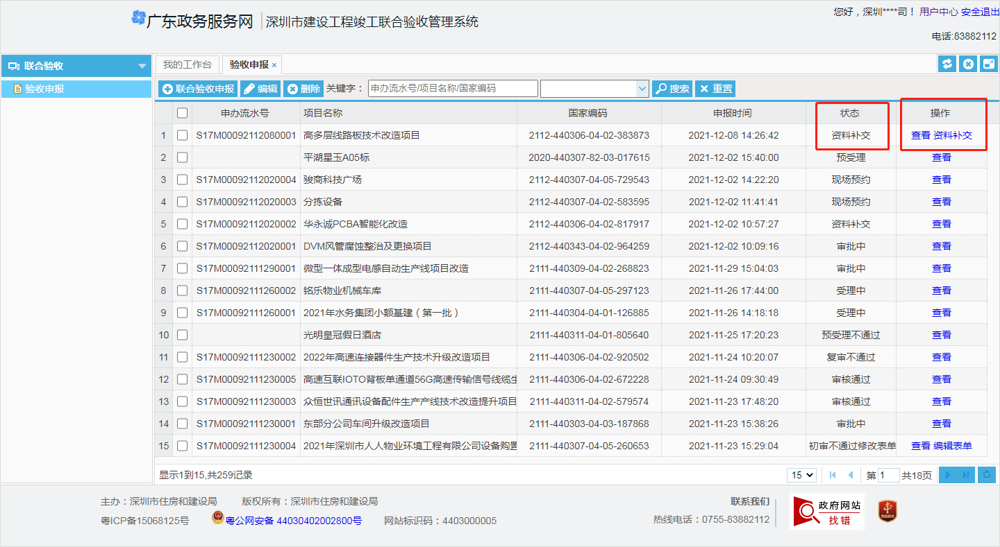 广东政务服务网 深圳市建设工程竣工联合验收管理系统
您好，深圳****司！ 用户中心 安全退出
电话:83882112
联合验收
验收申报
我的工作台 验收申报 ×
联合验收申报 编辑 删除 关键字： 申办流水号/项目名称/国家编码 搜索 重置
申办流水号 项目名称 国家编码 申报时间 状态 操作
1 S17M00092112080001 高多层线路板技术改造项目 2112-440306-04-02-383873 2021-12-08 14:26:42 资料补交 查看 资料补交
2 平湖星玉A05标 2020-440307-82-03-017615 2021-12-02 15:40:00 预受理 查看
3 S17M00092112020004 骏商科技广场 2112-440307-04-05-729543 2021-12-02 14:22:20 现场预约 查看
4 S17M00092112020003 分拣设备 2112-440307-04-02-583595 2021-12-02 11:41:41 现场预约 查看
5 S17M00092112020002 华永诚PCBA智能化改造 2112-440306-04-02-817917 2021-12-02 10:57:27 资料补交 查看
6 S17M00092112020001 DVM风管腐蚀整治及更换项目 2112-440343-04-02-964259 2021-12-02 10:09:16 审批中 查看
7 S17M00092111290001 微型一体成型电感自动生产线项目改造 2111-440309-04-02-268823 2021-11-29 15:04:03 审批中 查看
8 S17M00092111260002 铭乐物业机械车库 2111-440307-04-05-297123 2021-11-26 17:44:00 受理中 查看
9 S17M00092111260001 2021年水务集团小额基建（第一批） 2111-440304-04-01-126885 2021-11-26 14:18:18 受理中 查看
10 光明皇冠假日酒店 2111-440311-04-01-805640 2021-11-25 17:20:23 预受理不通过 查看
11 S17M00092111230002 2022年高速连接器件生产技术升级改造项目 2111-440306-04-02-920502 2021-11-24 10:20:07 复审不通过 查看
12 S17M00092111230005 高速互联IOTO背板单通道56G高速传输信号线缆生 2111-440306-04-02-672228 2021-11-24 09:30:49 审核通过 查看
13 S17M00092111230003 众恒世讯通讯设备配件生产产线技术改造提升项目 2111-440311-04-02-579574 2021-11-23 17:48:20 审核通过 查看
14 S17M00092111230001 东部分公司车间升级改造项目 2111-440303-04-03-187868 2021-11-23 15:38:26 审批中 查看
15 S17M00092111230004 2021年深圳市人人物业环境工程有限公司设备购置 2111-440307-04-05-260653 2021-11-23 15:29:04 初审不通过修改表单 查看 编辑表单
显示1到15,共259记录 15 第 1 共18页
主办：深圳市住房和建设局 版权所有：深圳市住房和建设局 联系我们
粤ICP备15068125号 粤公网安备 44030402002800号 网站标识码：4403000005 热线电话：0755-83882112
政府网站
找错